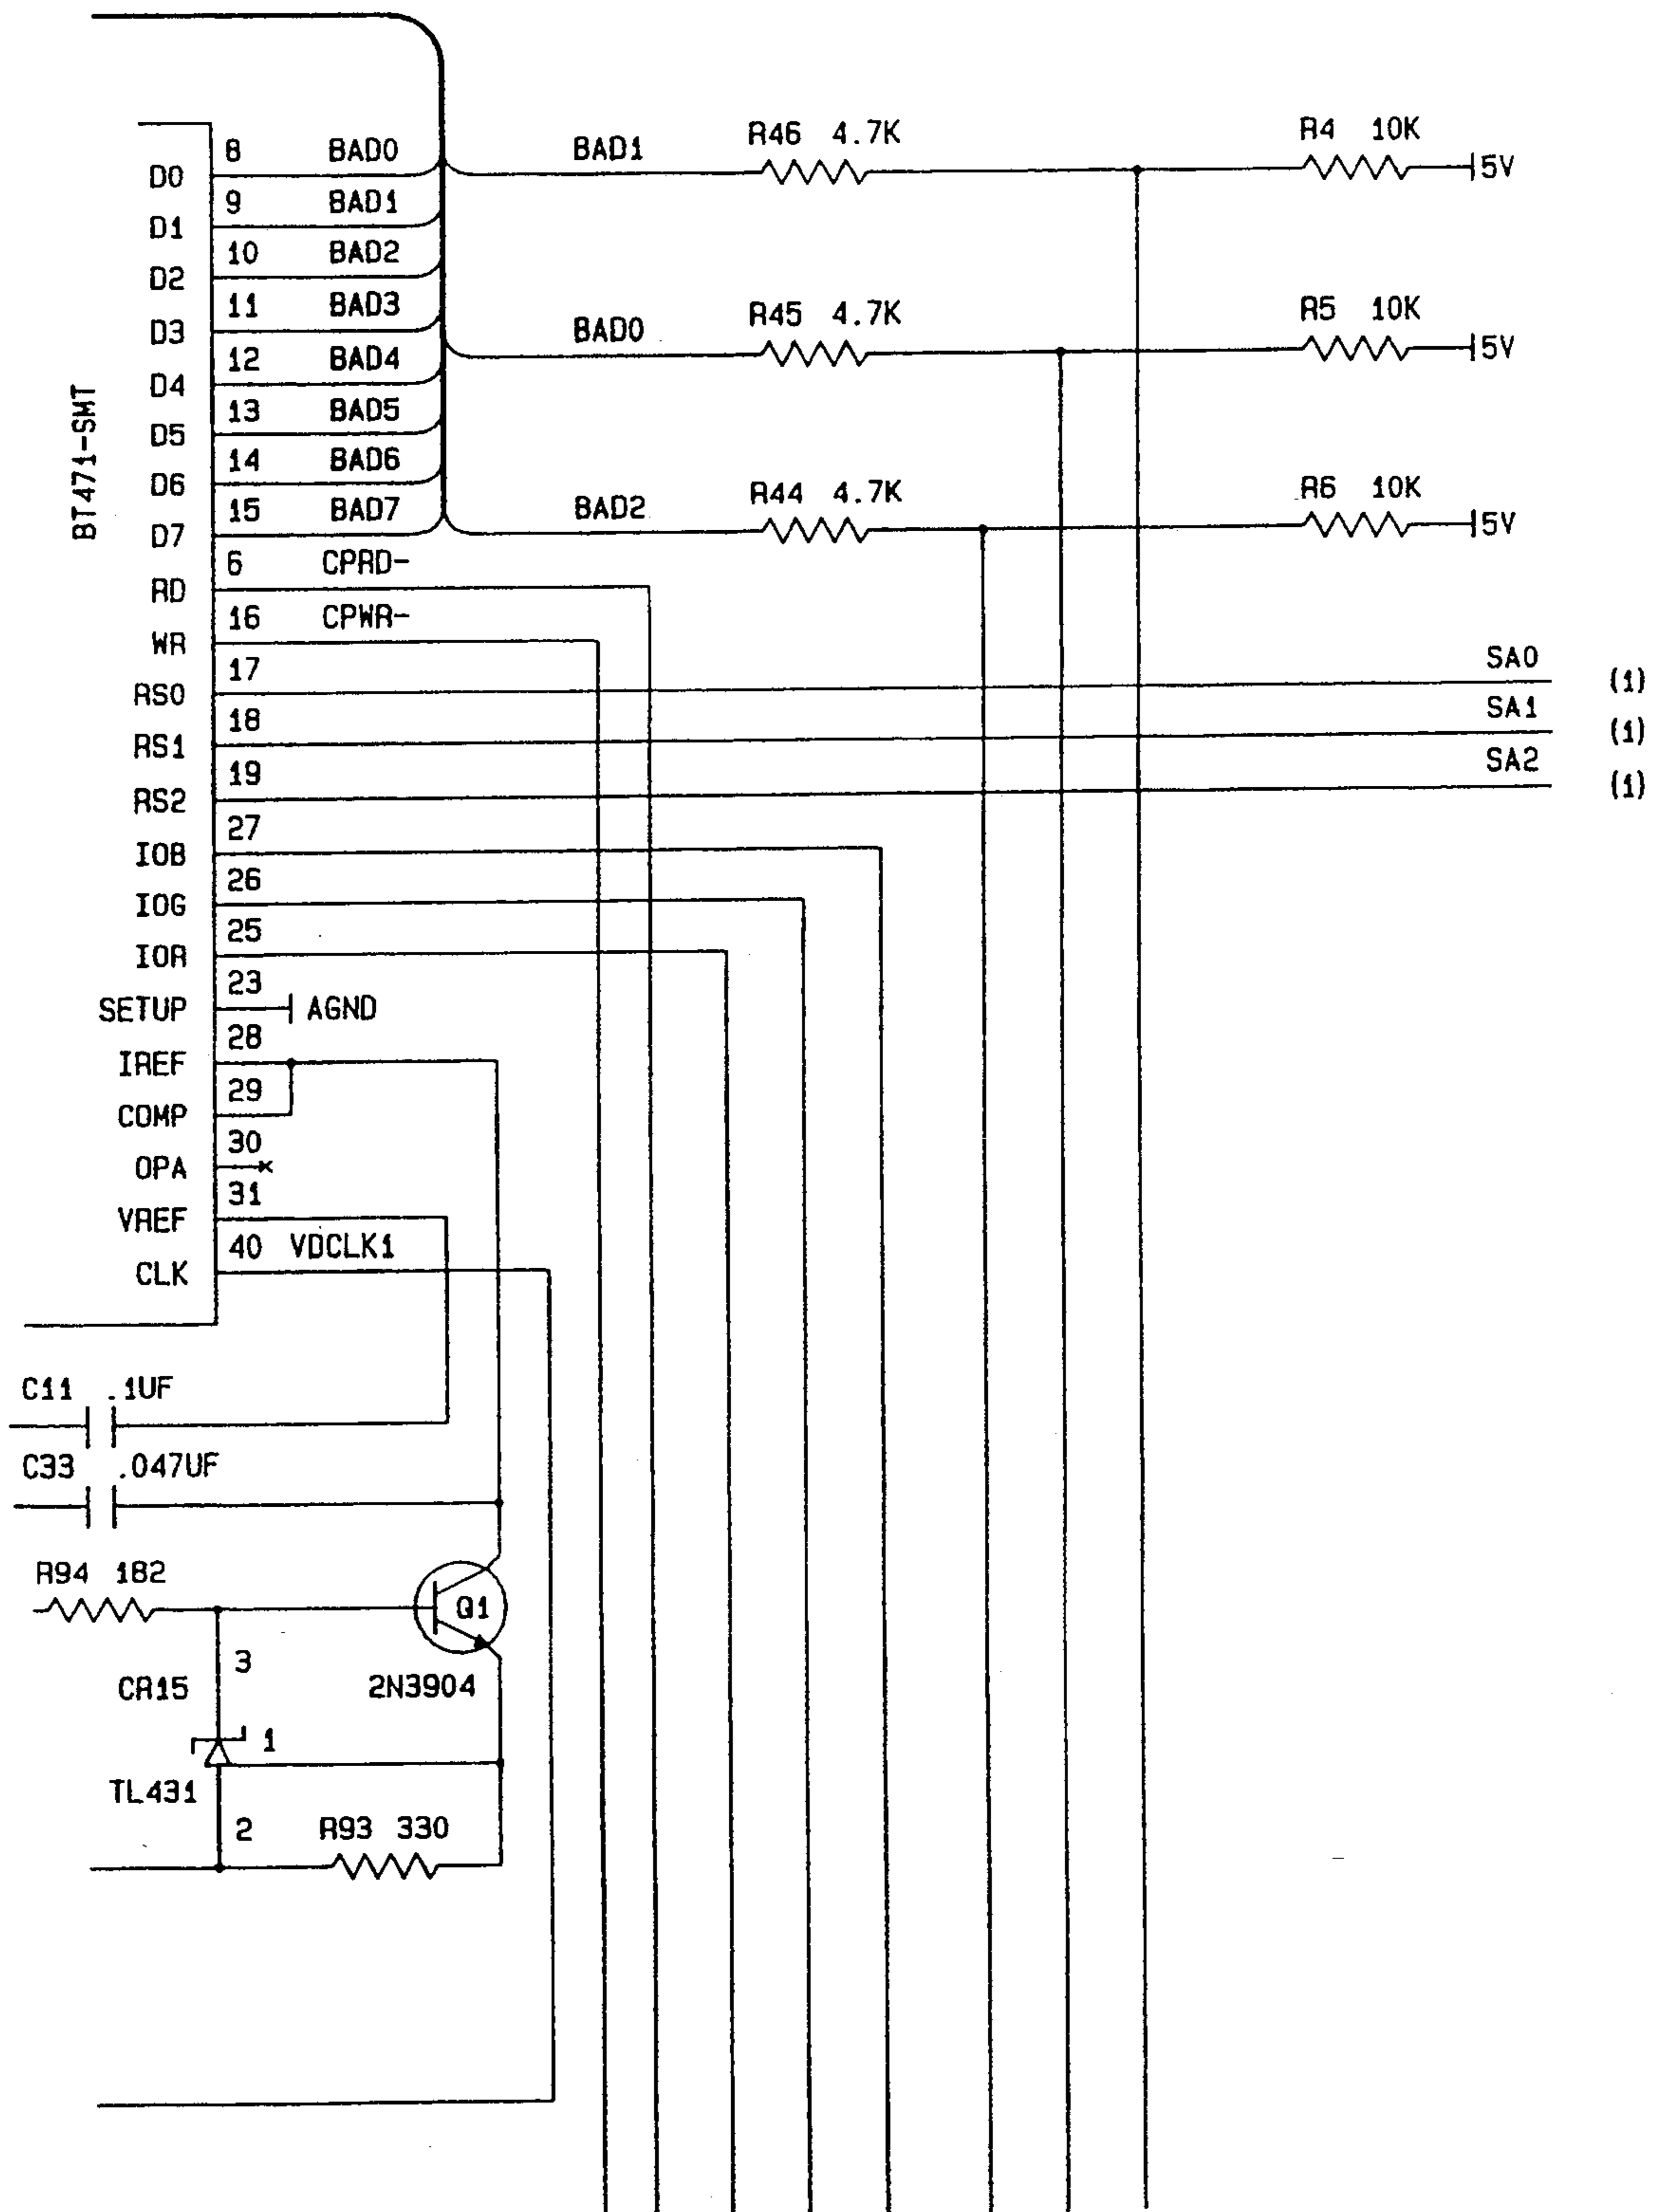 8 BAD0 BAD1 R46 4.7K R4 10K
D0 5V
9 BAD1
D1
10 BAD2
D2
11 BAD3 BAD0 R45 4.7K R5 10K
D3 5V
12 BAD4
D4
13 BAD5
D5
14 BAD6
D6
15 BAD7 BAD2 R44 4.7K R6 10K
D7 5V
BT471-SMT
6 CPRD-
RD
16 CPWR-
WR
17 SA0
RS0 (1)
18 SA1
RS1 (1)
19 SA2
RS2 (1)
27
IOB
26
IOG
25
IOR
23
SETUP AGND
28
IREF
29
COMP
30
OPA
31
VREF
40 VDCLK1
CLK
C11 .1UF
C33 .047UF
R94 182
Q1
3
CR15 2N3904
1
TL431
2 R93 330